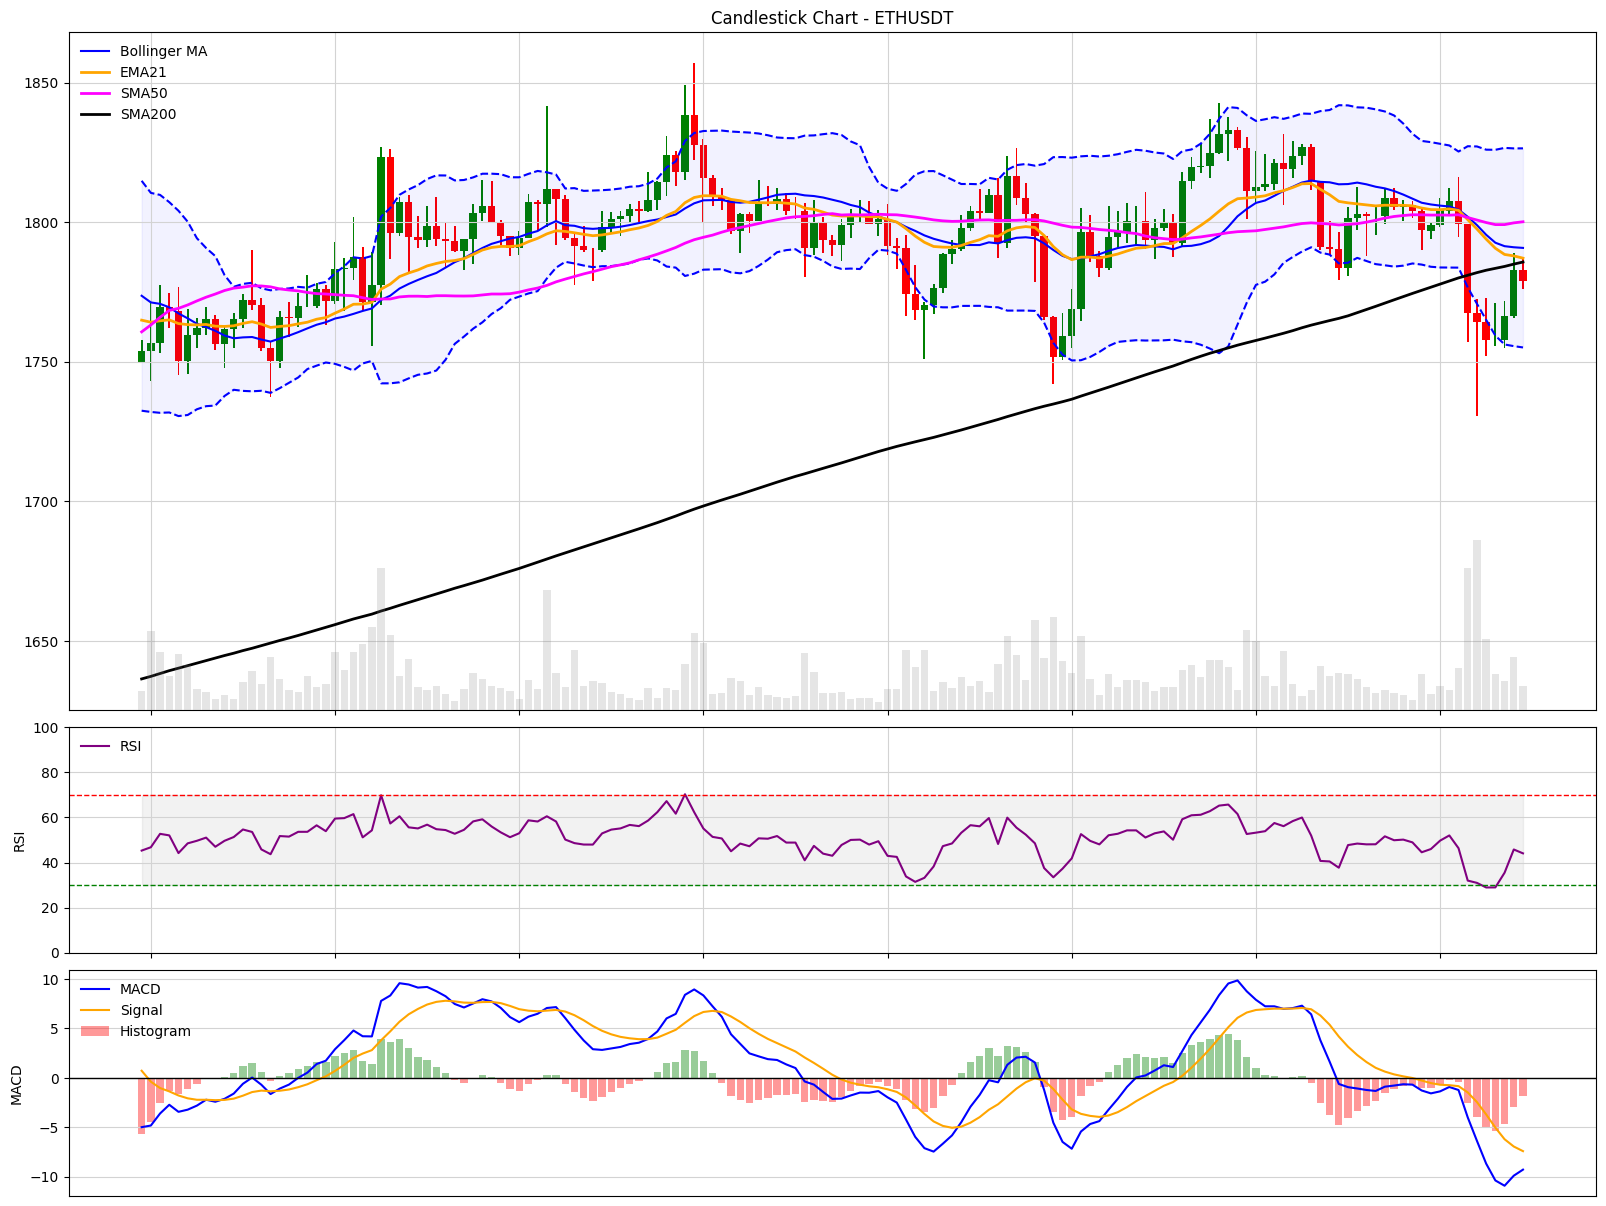 Candlestick Chart - ETHUSDT
Bollinger MA
EMA21
SMA50
SMA200
1850
1800
1750
1700
1650
RSI
100
80
60
40
20
0
RSI
MACD
Signal
Histogram
10
5
0
−5
−10
MACD